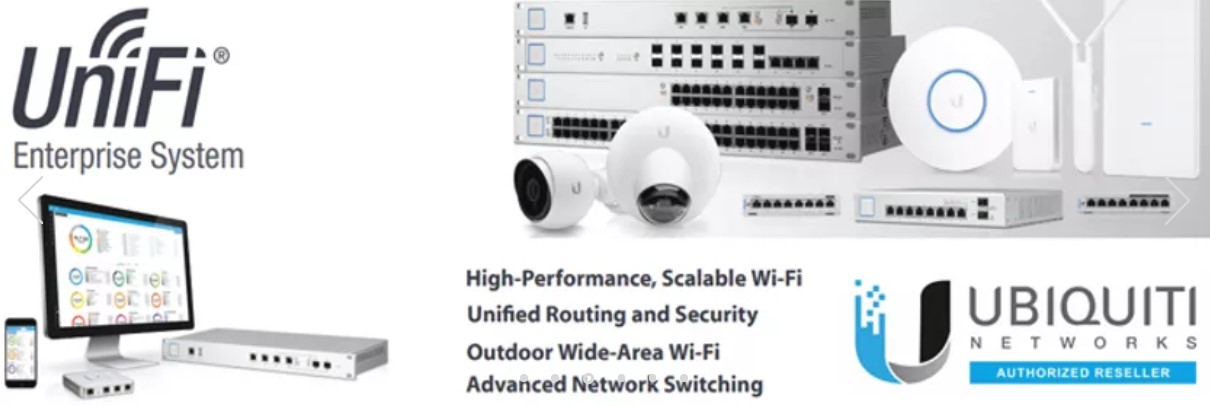 UniFi®
Enterprise System
High-Performance, Scalable Wi-Fi
Unified Routing and Security
Outdoor Wide-Area Wi-Fi
Advanced Network Switching
UBIQUITI
NETWORKS
AUTHORIZED RESELLER